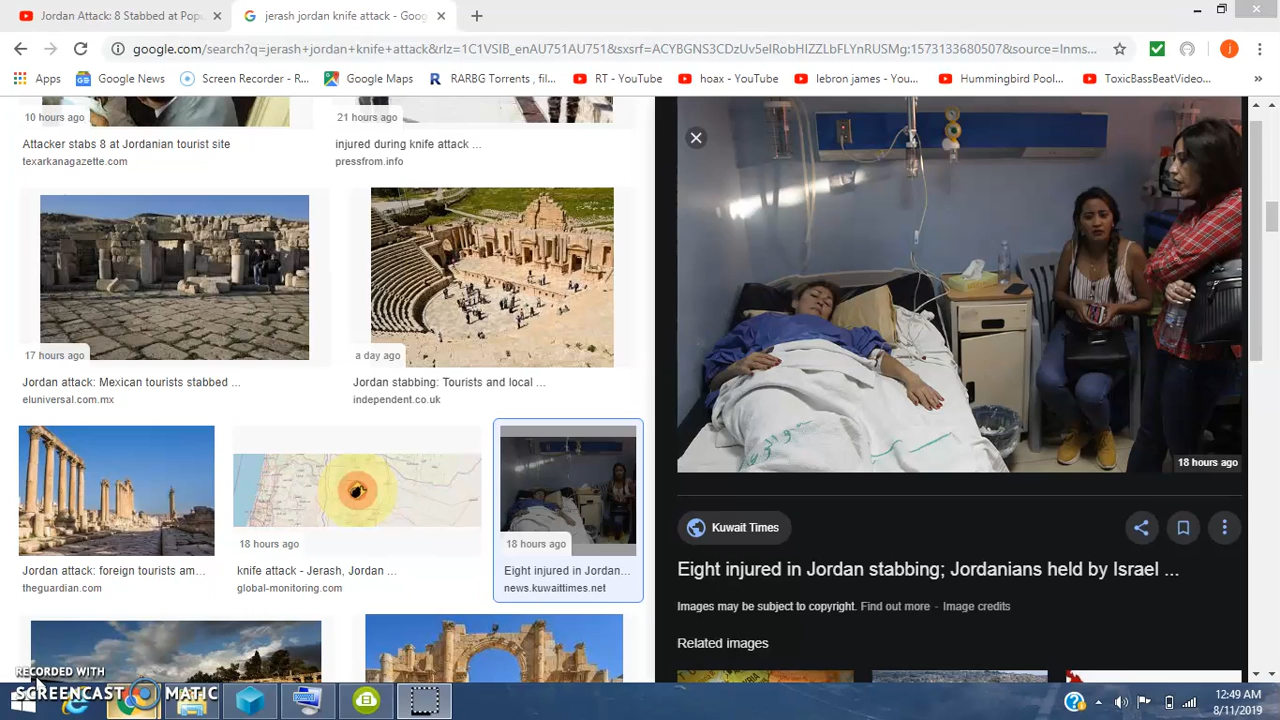 Jordan Attack: 8 Stabbed at Pop
jerash jordan knife attack - Goog
google.com/search?q=jerash+jordan+knife+attack&rlz=1C1VSIB_enAU751AU751&sxsrf=ACYBGNS3CDzUv5elRobHIZZLbFLYnRUSMg:1573133680507&source=lnms...
j
Apps
Google News
Screen Recorder - R...
Google Maps
RARBG Torrents , fil...
RT - YouTube
hoax - YouTube
lebron james - You...
Hummingbird Pool...
ToxicBassBeatVideo...
10 hours ago
21 hours ago
Attacker stabs 8 at Jordanian tourist site
injured during knife attack ...
texarkanagazette.com
pressfrom.info
17 hours ago
a day ago
Jordan attack: Mexican tourists stabbed ...
Jordan stabbing: Tourists and local ...
eluniversal.com.mx
independent.co.uk
18 hours ago
18 hours ago
Jordan attack: foreign tourists am...
knife attack - Jerash, Jordan ...
Eight injured in Jordan...
theguardian.com
global-monitoring.com
news.kuwaittimes.net
18 hours ago
Kuwait Times
Eight injured in Jordan stabbing; Jordanians held by Israel ...
Images may be subject to copyright. Find out more - Image credits
Related images
RECORDED WITH
SCREENCAST MATIC
12:49 AM
8/11/2019